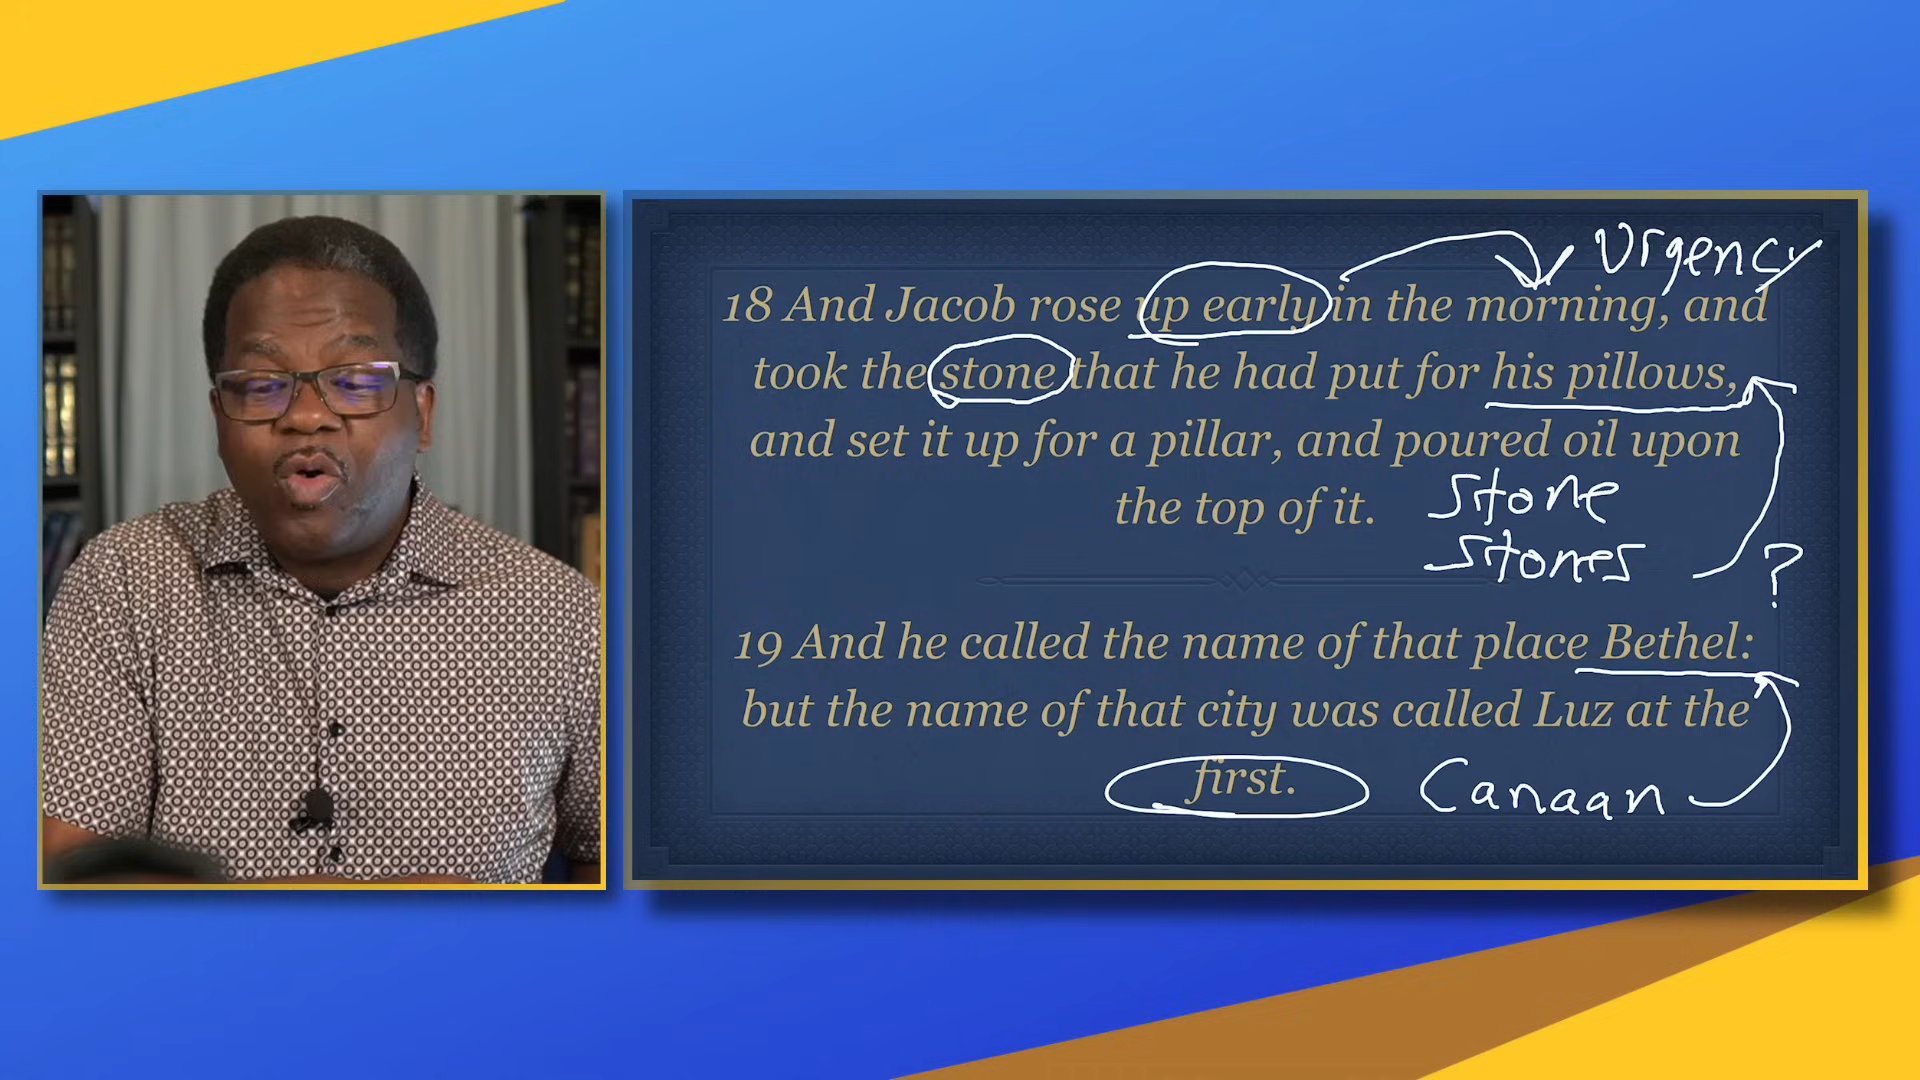 Urgency
18 And Jacob rose up early in the morning, and
took the stone that he had put for his pillows,
and set it up for a pillar, and poured oil upon
the top of it.
Stone
Stones
?
19 And he called the name of that place Bethel:
but the name of that city was called Luz at the
first.
Canaan